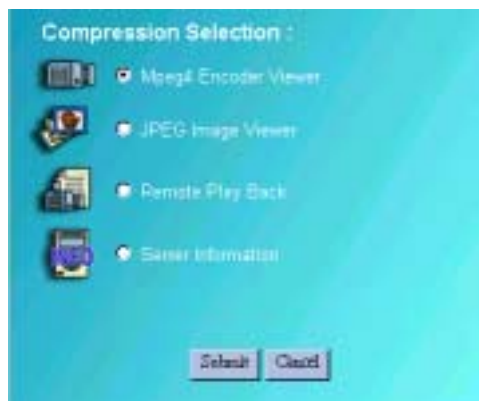 Compression Selection :
Mpeg4 Encoder Viewer
JPEG Image Viewer
Remote Play Back
Server Information
Submit Cancel